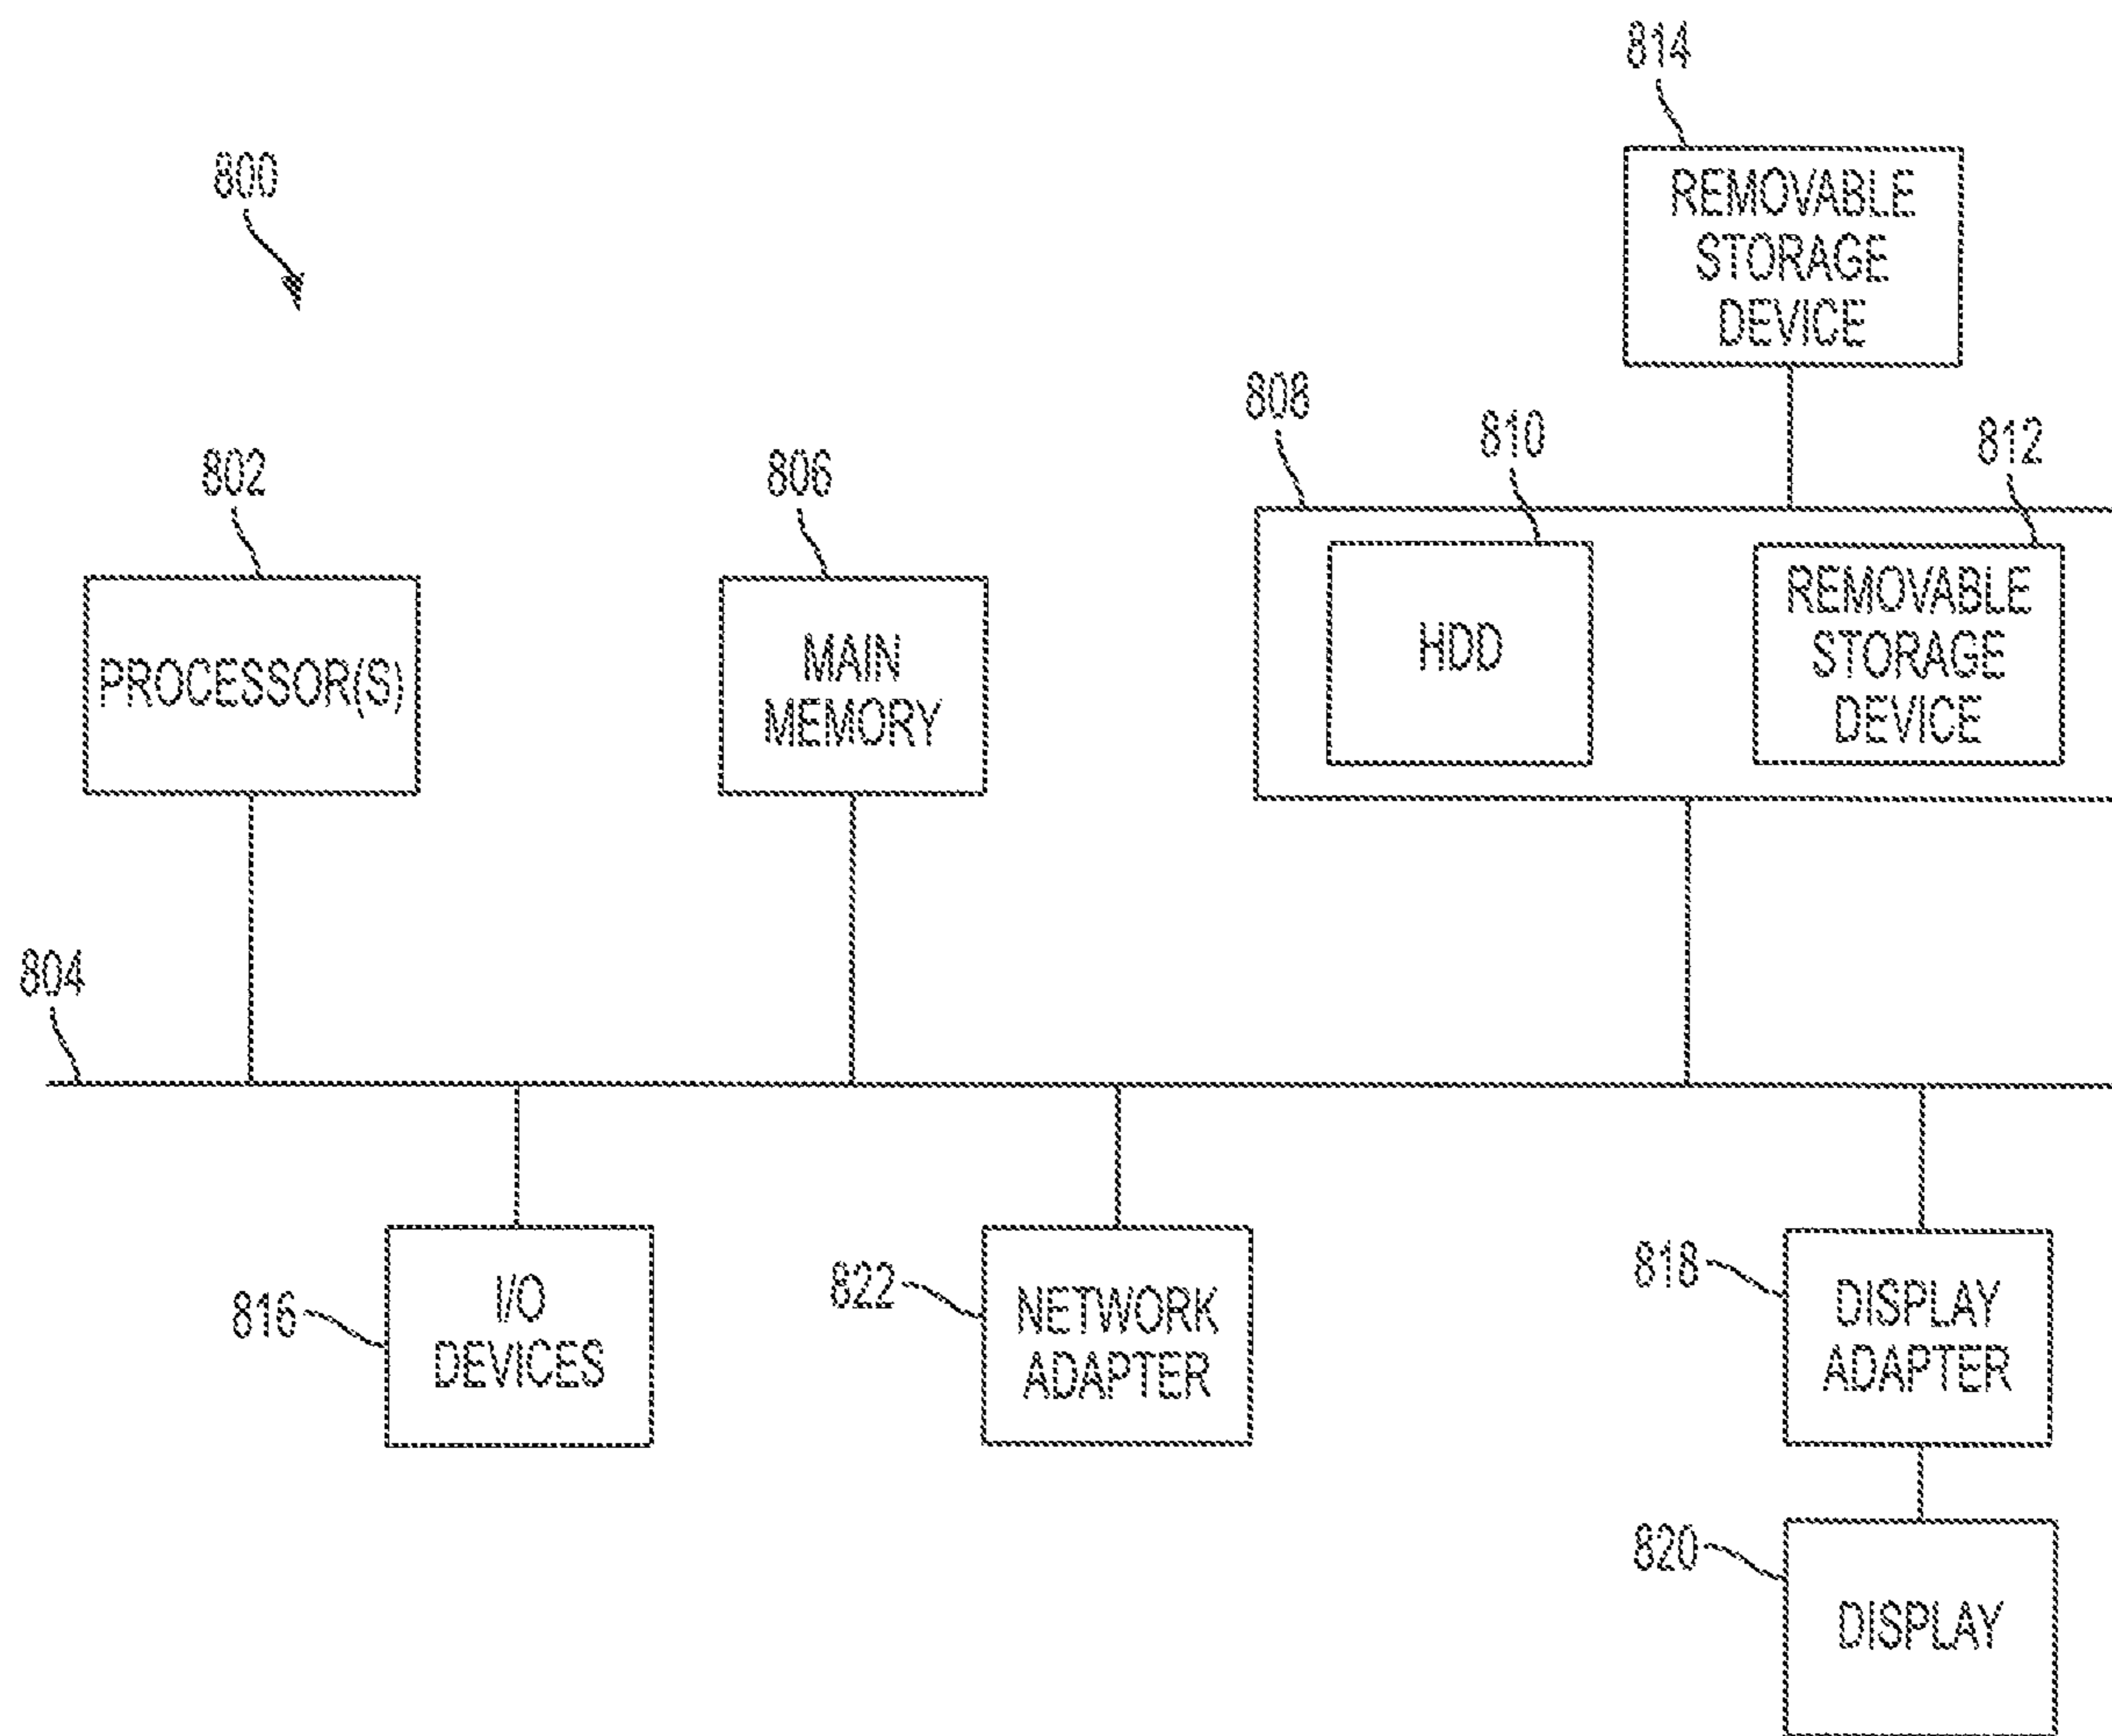 814
800
REMOVABLE
STORAGE
DEVICE
808
810
812
802
806
PROCESSOR(S)
MAIN
MEMORY
HDD
REMOVABLE
STORAGE
DEVICE
804
816
I/O
DEVICES
822
NETWORK
ADAPTER
818
DISPLAY
ADAPTER
820
DISPLAY